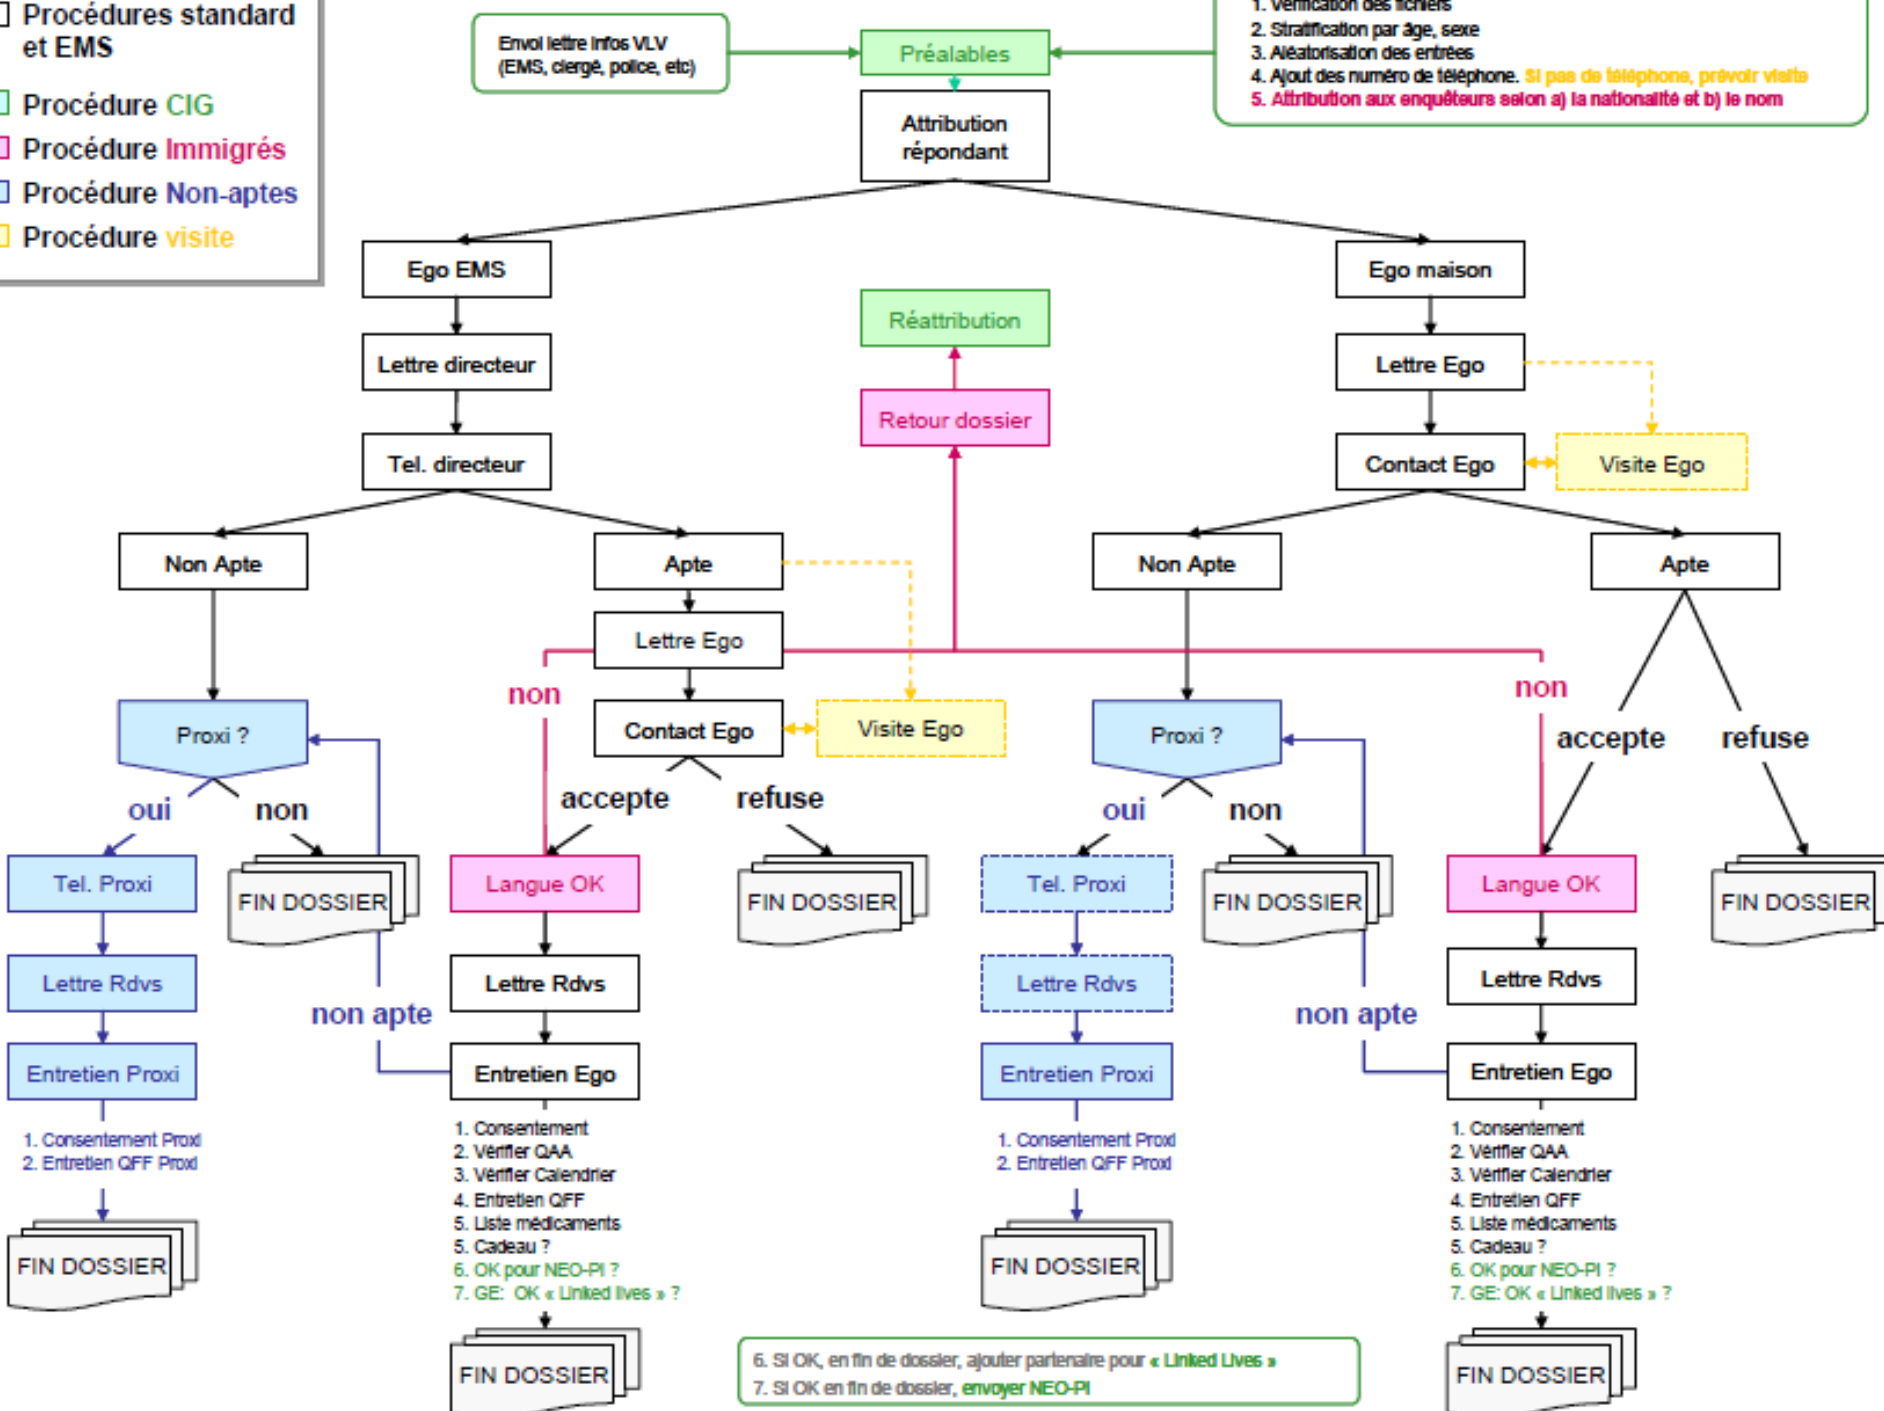 Procédures standard
et EMS
Procédure CIG
Procédure Immigrés
Procédure Non-aptes
Procédure visite
Envoi lettre Infos VLV
(EMS, clergé, police, etc)
Préalables
1. Vérification des fichiers
2. Stratification par âge, sexe
3. Aléatorisation des entrées
4. Ajout des numéro de téléphone. Si pas de téléphone, prévoir visite
5. Attribution aux enquêteurs selon a) la nationalité et b) le nom
Attribution
répondant
Ego EMS
Ego maison
Réattribution
Lettre directeur
Lettre Ego
Retour dossier
Tel. directeur
Contact Ego
Visite Ego
Non Apte
Apte
Non Apte
Apte
Lettre Ego
non
non
Proxi ?
Contact Ego
Visite Ego
Proxi ?
accepte
refuse
oui
non
accepte
refuse
oui
non
Tel. Proxi
FIN DOSSIER
Langue OK
FIN DOSSIER
Tel. Proxi
FIN DOSSIER
Langue OK
FIN DOSSIER
Lettre Rdvs
Lettre Rdvs
Lettre Rdvs
Lettre Rdvs
non apte
non apte
Entretien Proxi
Entretien Ego
Entretien Proxi
Entretien Ego
1. Consentement Proxi
2. Entretien QFF Proxi
1. Consentement
2. Vérifier QAA
3. Vérifier Calendrier
4. Entretien QFF
5. Liste médicaments
5. Cadeau ?
6. OK pour NEO-PI ?
7. GE: OK « Linked lives » ?
1. Consentement Proxi
2. Entretien QFF Proxi
1. Consentement
2. Vérifier QAA
3. Vérifier Calendrier
4. Entretien QFF
5. Liste médicaments
5. Cadeau ?
6. OK pour NEO-PI ?
7. GE: OK « Linked lives » ?
FIN DOSSIER
FIN DOSSIER
FIN DOSSIER
6. Si OK, en fin de dossier, ajouter partenaire pour « Linked Lives »
7. Si OK en fin de dossier, envoyer NEO-PI
FIN DOSSIER